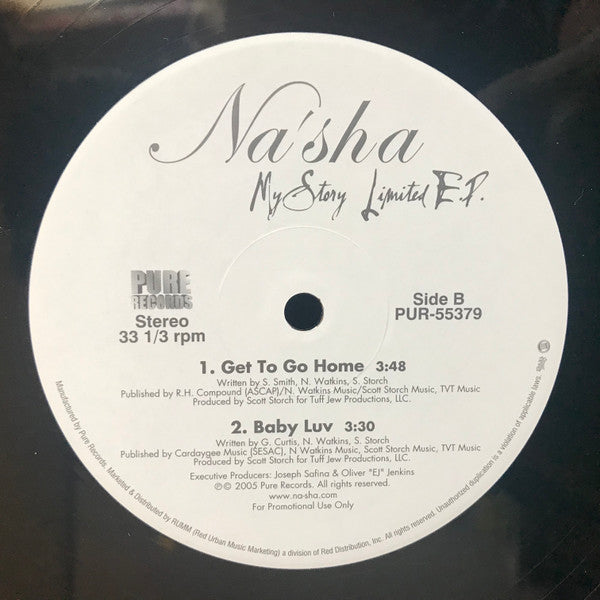 Na'sha
My Story Limited E.P.
PURE
RECORDS
Stereo
33 1/3 rpm
Side B
PUR-55379
1. Get To Go Home 3:48
Written by S. Smith, N. Watkins, S. Storch
Published by R.H. Compound (ASCAP)/N. Watkins Music/Scott Storch Music, TVT Music
Produced by Scott Storch for Tuff Jew Productions, LLC.
2. Baby Luv 3:30
Written by G. Curtis, N. Watkins, S. Storch
Published by Cardaygee Music (SESAC), N Watkins Music, Scott Storch Music, TVT Music
Produced by Scott Storch for Tuff Jew Productions, LLC.
Executive Producers: Joseph Safina & Oliver "EJ" Jenkins
℗© 2005 Pure Records. All rights reserved.
www.na-sha.com
For Promotional Use Only
Manufactured by Pure Records. Marketed & Distributed by RUMM (Red Urban Music Marketing) a division of Red Distribution, Inc. All rights reserved. Unauthorized duplication is a violation of applicable laws.